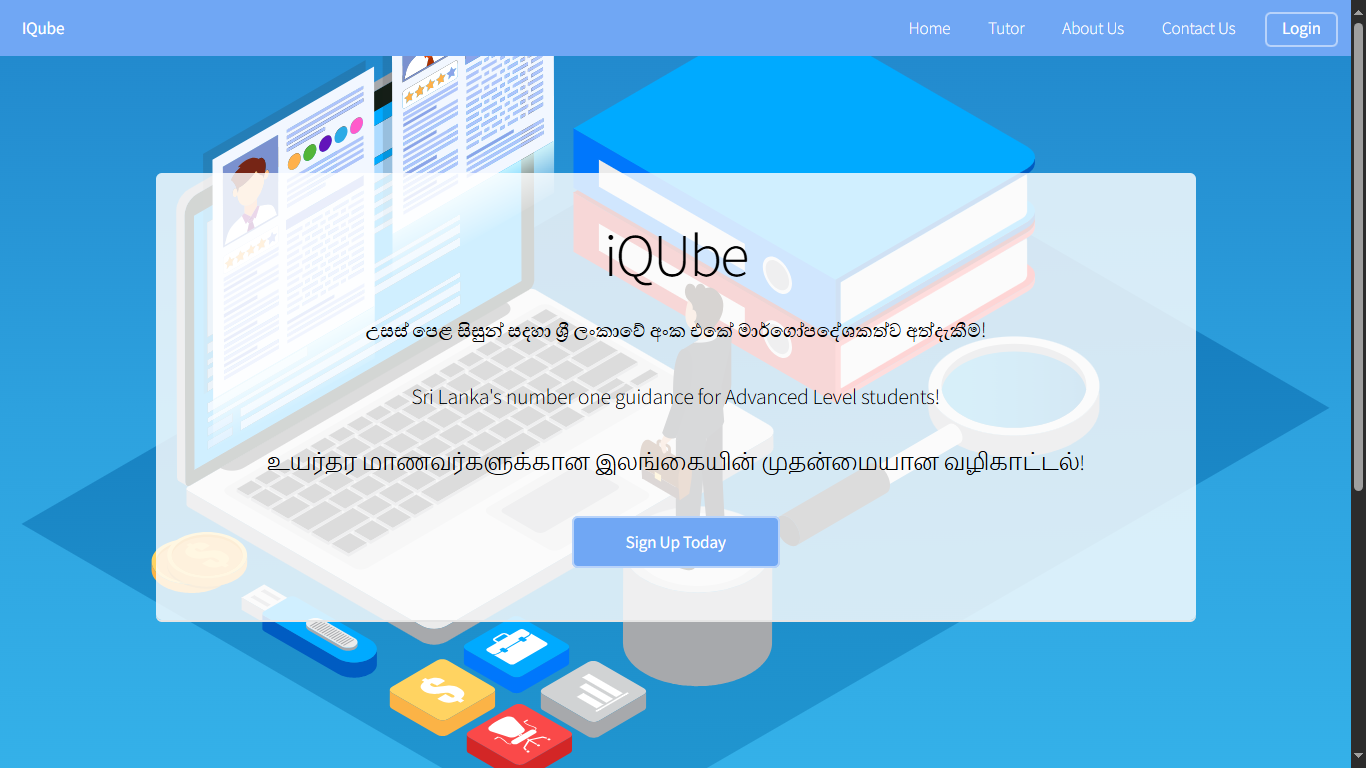 IQube
Home Tutor About Us Contact Us Login
iQUbe
උසස් පෙළ සිසුන් සදහා ශ්‍රී ලංකාවේ අංක එකේ මාර්ගෝපදේශකත්ව අත්දැකීම!
Sri Lanka's number one guidance for Advanced Level students!
உயர்தர மாணவர்களுக்கான இலங்கையின் முதன்மையான வழிகாட்டல்!
Sign Up Today